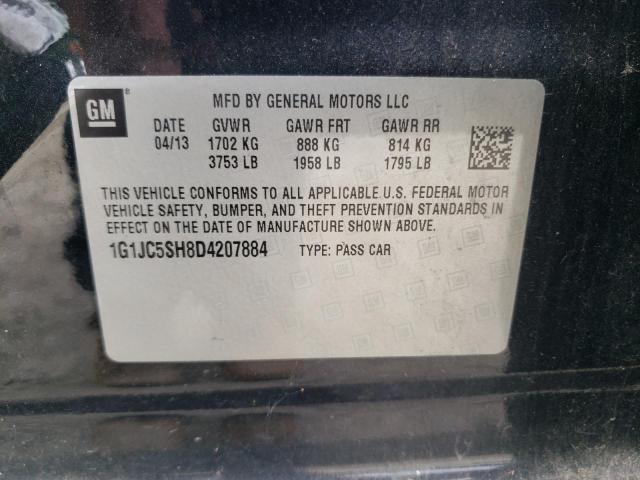 GM ®
MFD BY GENERAL MOTORS LLC
DATE GVWR GAWR FRT GAWR RR
04/13 1702 KG 888 KG 814 KG
3753 LB 1958 LB 1795 LB
THIS VEHICLE CONFORMS TO ALL APPLICABLE U.S. FEDERAL MOTOR
VEHICLE SAFETY, BUMPER, AND THEFT PREVENTION STANDARDS IN
EFFECT ON THE DATE OF MANUFACTURE SHOWN ABOVE.
1G1JC5SH8D4207884 TYPE: PASS CAR